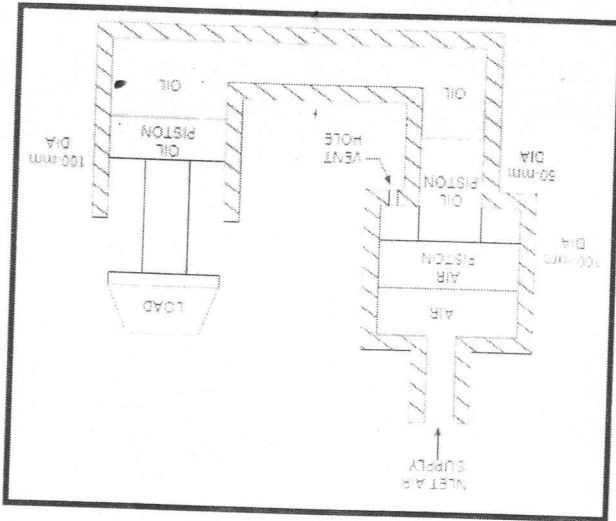 NLET AIR
SUPPLY
AIR
LOAD
AIR
PISTON
100-mm
DIA
OIL
PISTON
50-mm
DIA
VENT
HOLE
OIL
PISTON
100-mm
DIA
OIL
OIL